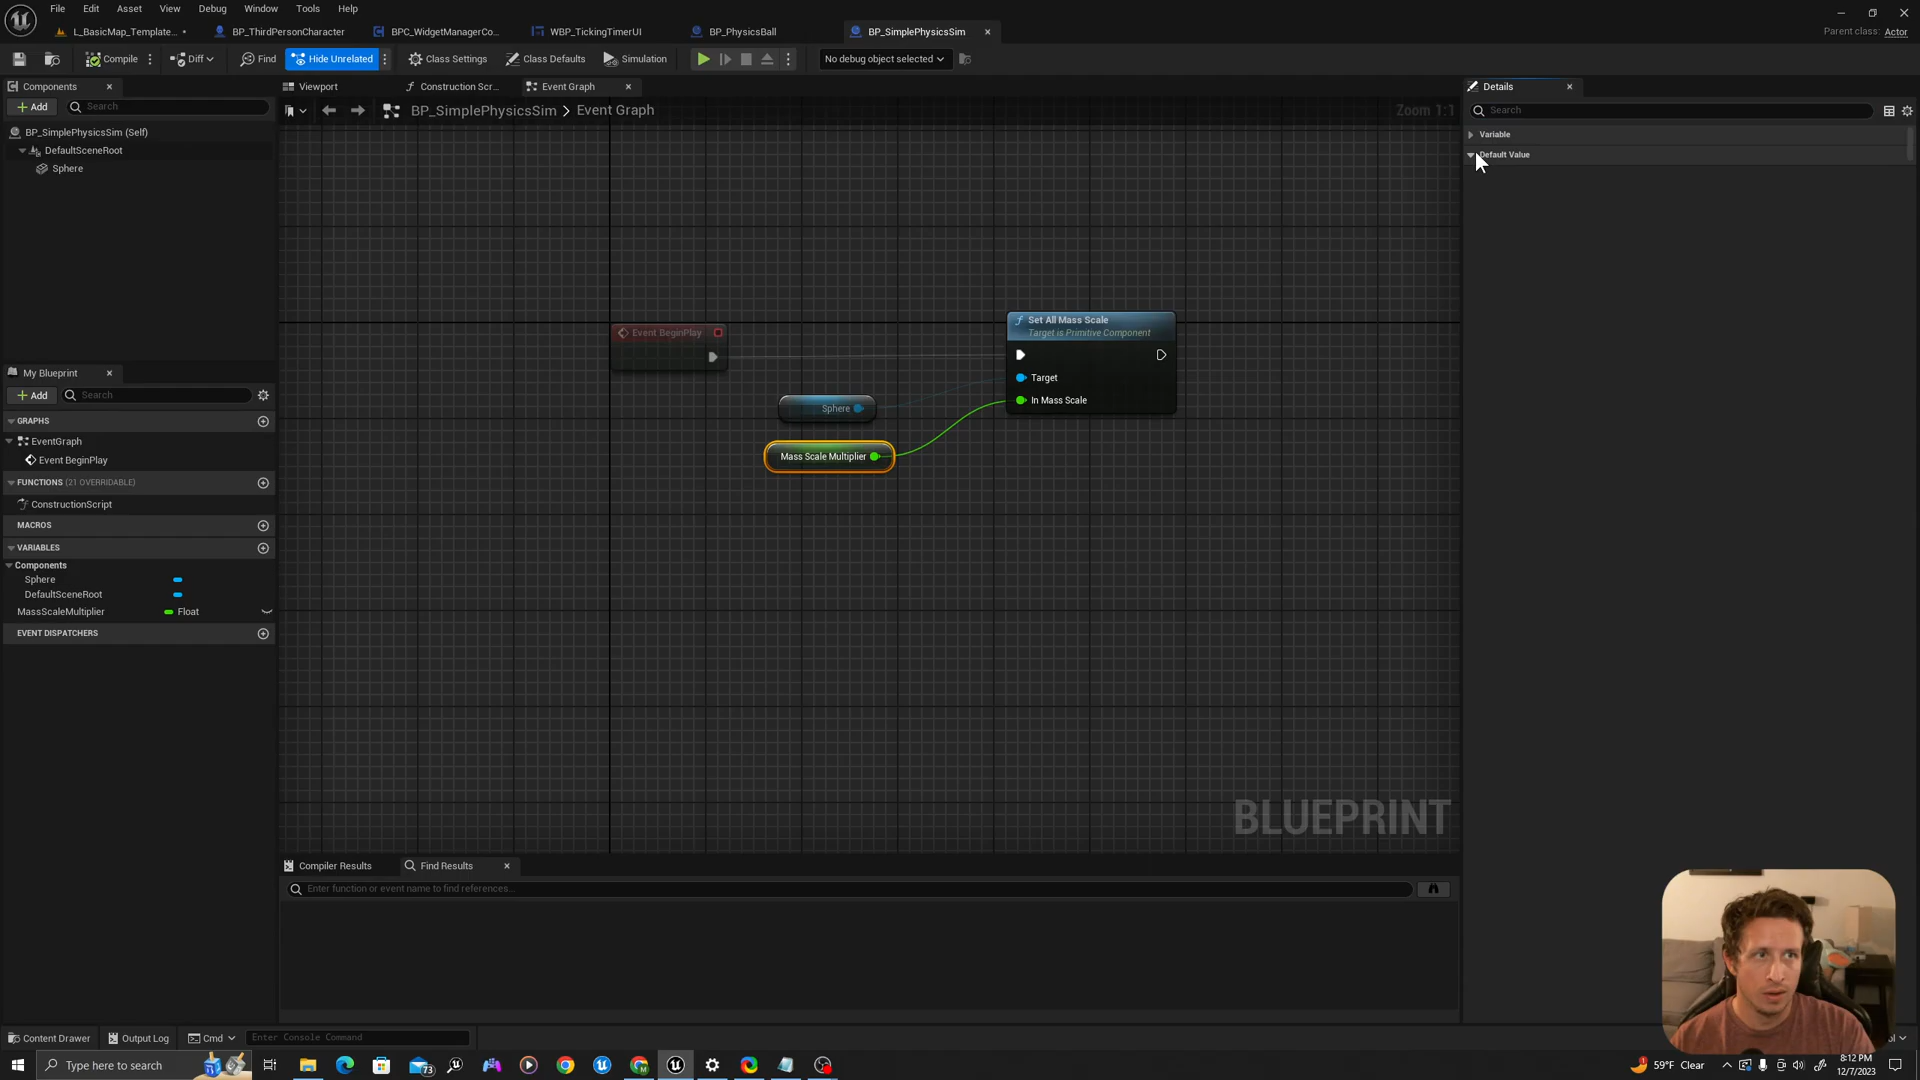 File Edit Asset View Debug Window Tools Help
L_BasicMap_Template... • BP_ThirdPersonCharacter BPC_WidgetManagerCo... WBP_TickingTimerUI BP_PhysicsBall BP_SimplePhysicsSim
Parent class: Actor
Compile Diff Find Hide Unrelated Class Settings Class Defaults Simulation No debug object selected
Components
Add Search
BP_SimplePhysicsSim (Self)
DefaultSceneRoot
Sphere
My Blueprint
Add Search
GRAPHS
EventGraph
Event BeginPlay
FUNCTIONS (21 OVERRIDABLE)
ConstructionScript
MACROS
VARIABLES
Components
Sphere
DefaultSceneRoot
MassScaleMultiplier Float
EVENT DISPATCHERS
Viewport Construction Scr... Event Graph
BP_SimplePhysicsSim > Event Graph
Zoom 1:1
Event BeginPlay
Sphere
Mass Scale Multiplier
Set All Mass Scale
Target is Primitive Component
Target
In Mass Scale
BLUEPRINT
Compiler Results Find Results
Enter function or event name to find references...
Details
Search
Variable
Default Value
Content Drawer Output Log Cmd Enter Console Command
Type here to search
73
59°F Clear
8:12 PM
12/7/2023